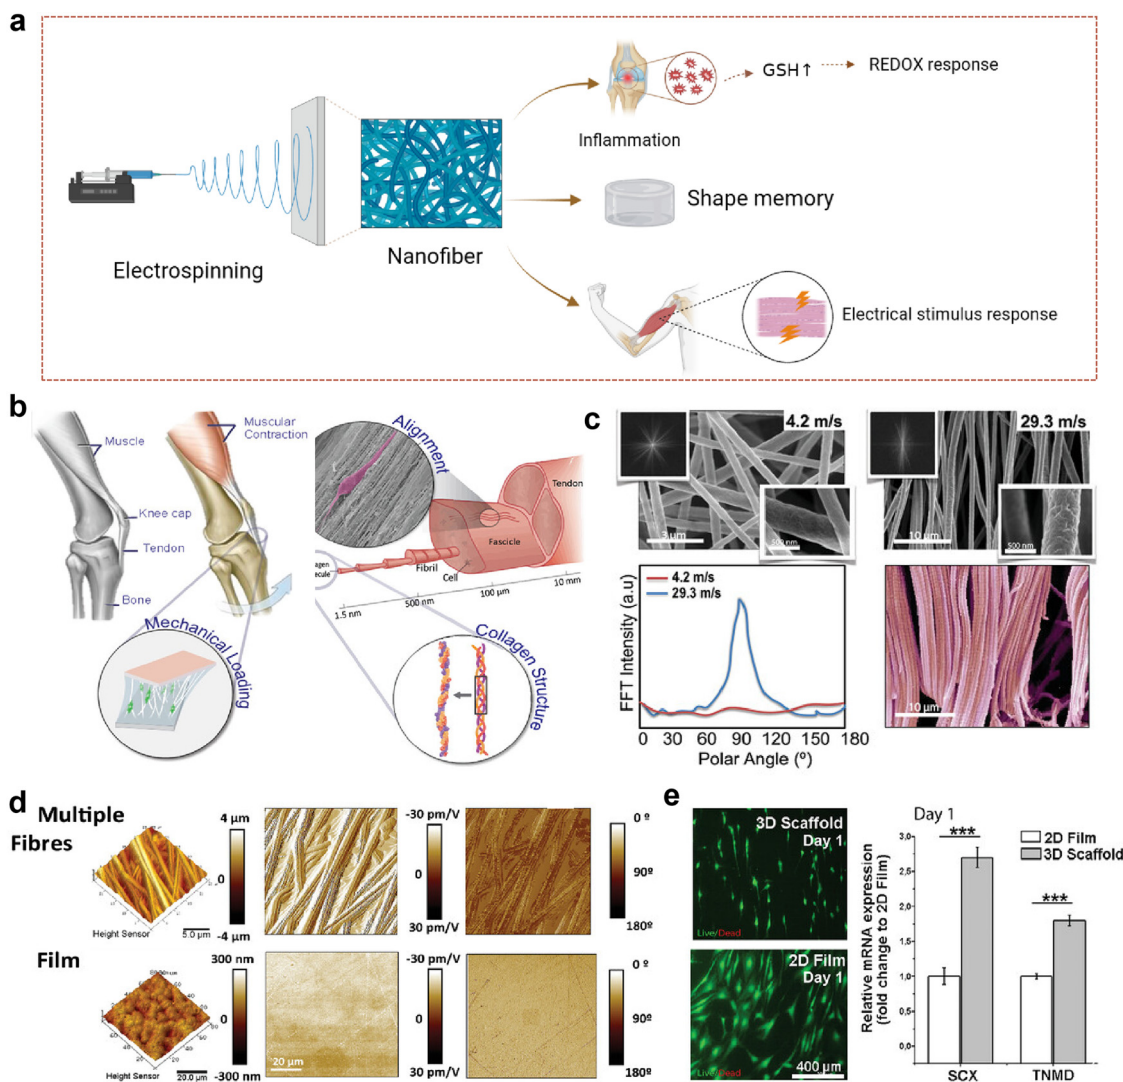 a
GSH↑
REDOX response
Inflammation
Shape memory
Electrospinning
Nanofiber
Electrical stimulus response
b
Muscle
Muscular
Contraction
Knee cap
Tendon
Bone
Mechanical Loading
Alignment
Tendon
Fascicle
Fibril
Cell
1.5 nm
500 nm
100 μm
10 mm
Collagen Structure
c
4.2 m/s
5 μm
500 nm
29.3 m/s
10 μm
500 nm
FFT Intensity (a.u)
4.2 m/s
29.3 m/s
0 30 60 90 120 150 180
Polar Angle (º)
10 μm
d
Multiple
Fibres
Height Sensor
5.0 μm
4 μm
0
-4 μm
-30 pm/V
0
30 pm/V
0 º
90º
180º
Film
Height Sensor
20.0 μm
300 nm
0
-300 nm
20 μm
-30 pm/V
0
30 pm/V
0 º
90º
180º
e
3D Scaffold
Day 1
Live/Dead
2D Film
Day 1
Live/Dead
400 μm
Day 1
2D Film
3D Scaffold
Relative mRNA expression
(fold change to 2D Film)
3,0
2,5
2,0
1,5
1,0
0,5
0,0
***
***
SCX
TNMD